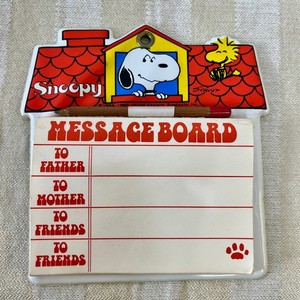 Snoopy
MESSAGE BOARD
TO
FATHER
TO
MOTHER
TO
FRIENDS
TO
FRIENDS